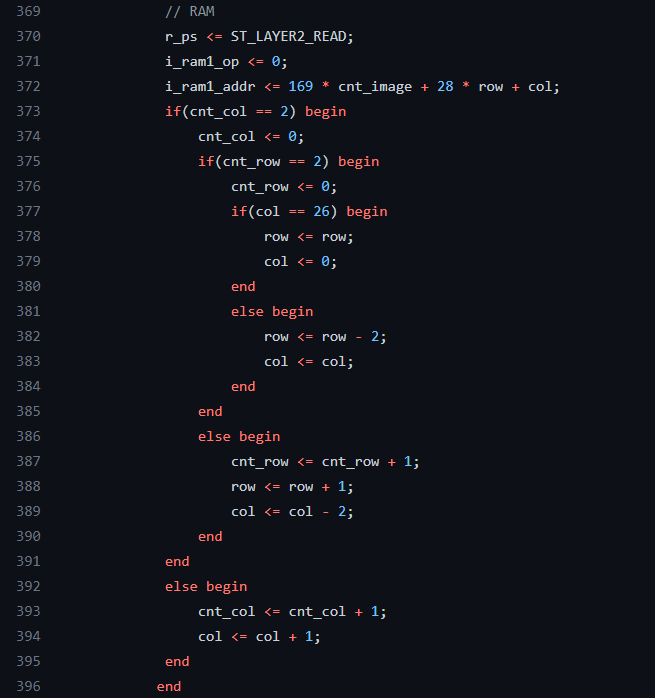 369 // RAM
370 r_ps <= ST_LAYER2_READ;
371 i_ram1_op <= 0;
372 i_ram1_addr <= 169 * cnt_image + 28 * row + col;
373 if(cnt_col == 2) begin
374 cnt_col <= 0;
375 if(cnt_row == 2) begin
376 cnt_row <= 0;
377 if(col == 26) begin
378 row <= row;
379 col <= 0;
380 end
381 else begin
382 row <= row - 2;
383 col <= col;
384 end
385 end
386 else begin
387 cnt_row <= cnt_row + 1;
388 row <= row + 1;
389 col <= col - 2;
390 end
391 end
392 else begin
393 cnt_col <= cnt_col + 1;
394 col <= col + 1;
395 end
396 end